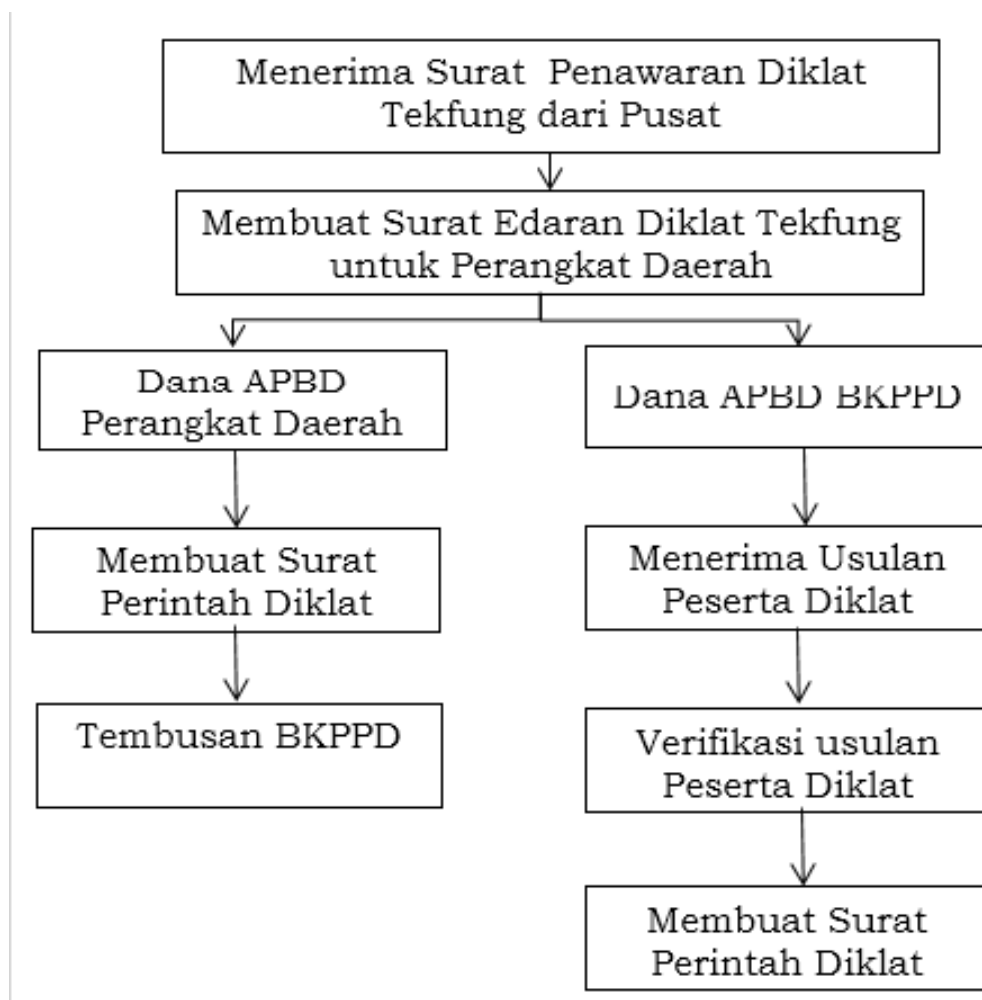 Menerima Surat Penawaran Diklat
Tekfung dari Pusat
Membuat Surat Edaran Diklat Tekfung
untuk Perangkat Daerah
Dana APBD
Perangkat Daerah
Dana APBD BKPPD
Membuat Surat
Perintah Diklat
Menerima Usulan
Peserta Diklat
Tembusan BKPPD
Verifikasi usulan
Peserta Diklat
Membuat Surat
Perintah Diklat